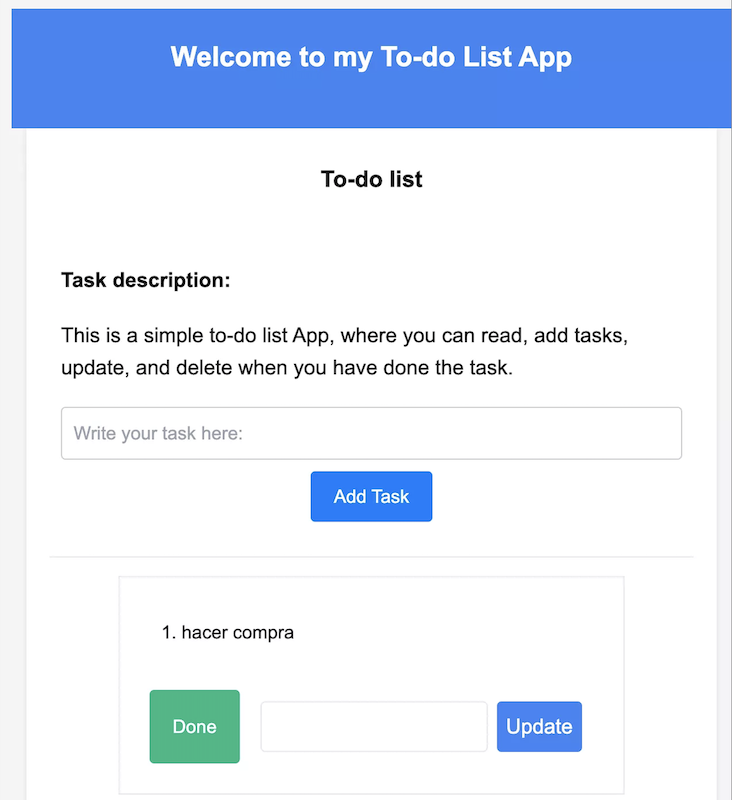 Welcome to my To-do List App
To-do list
Task description:
This is a simple to-do list App, where you can read, add tasks,
update, and delete when you have done the task.
Write your task here:
Add Task
1. hacer compra
Done
Update